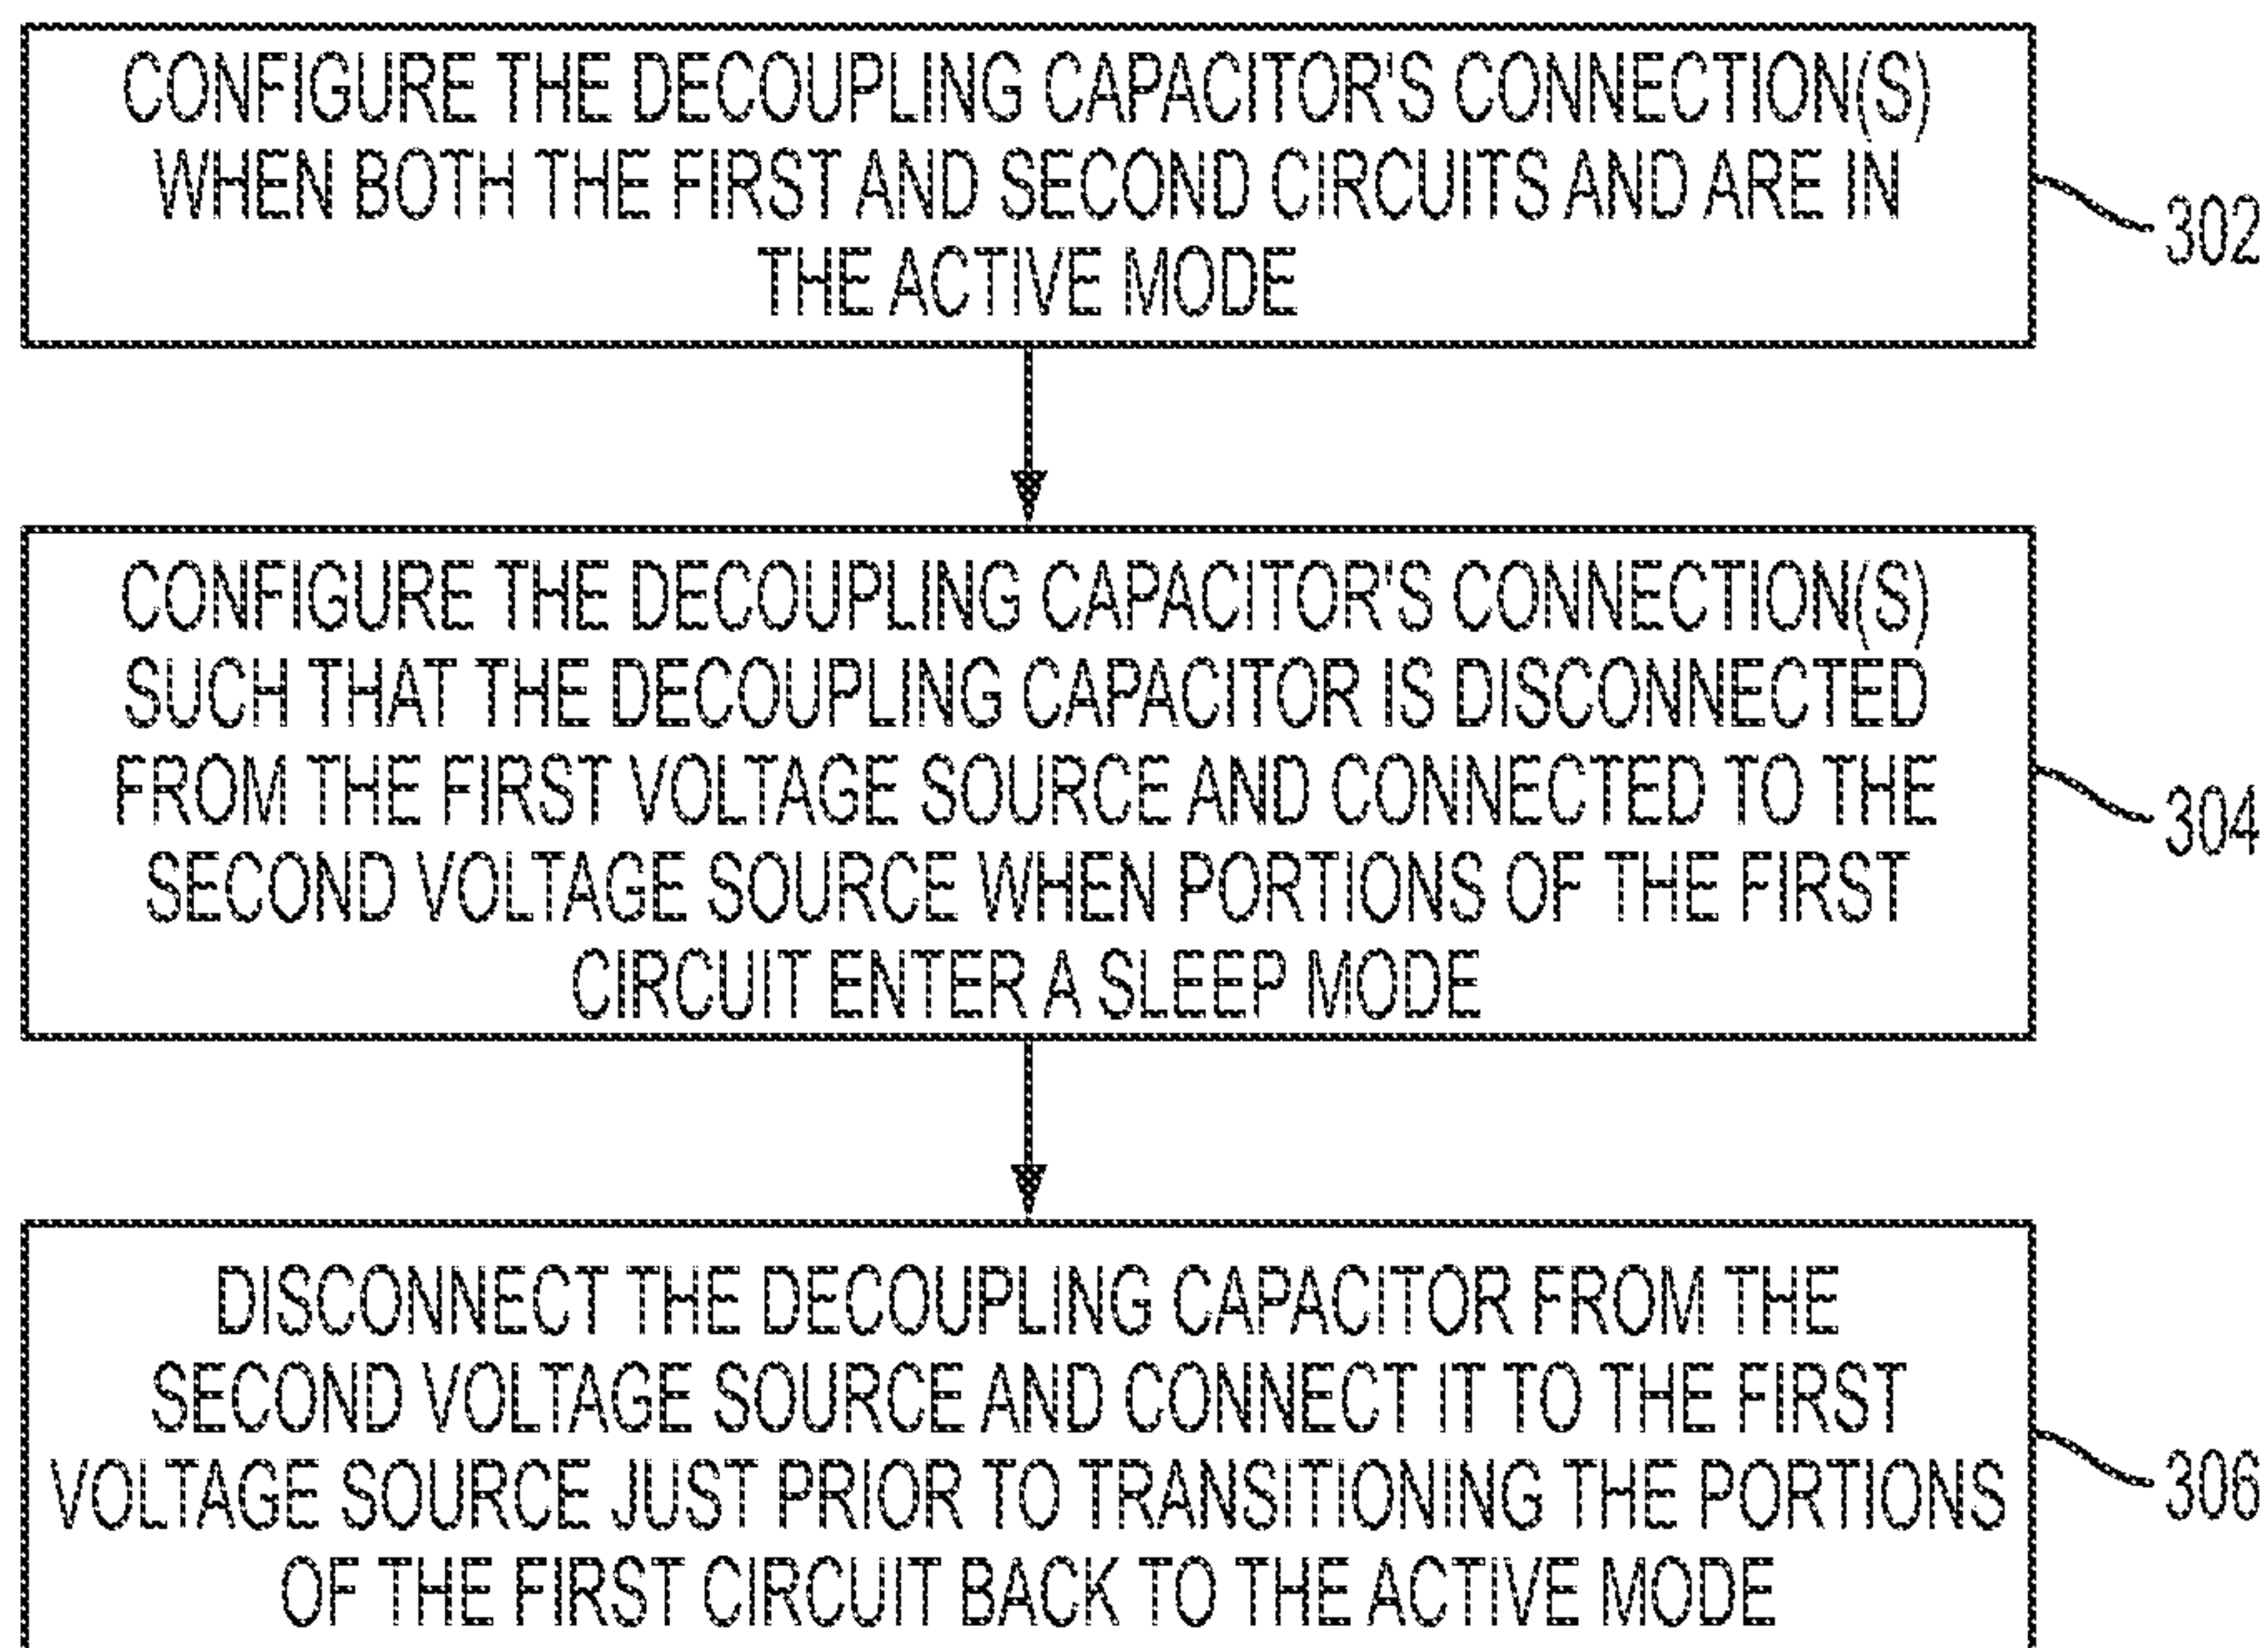 CONFIGURE THE DECOUPLING CAPACITOR'S CONNECTION(S)
WHEN BOTH THE FIRST AND SECOND CIRCUITS AND ARE IN
THE ACTIVE MODE
302
CONFIGURE THE DECOUPLING CAPACITOR'S CONNECTION(S)
SUCH THAT THE DECOUPLING CAPACITOR IS DISCONNECTED
FROM THE FIRST VOLTAGE SOURCE AND CONNECTED TO THE
SECOND VOLTAGE SOURCE WHEN PORTIONS OF THE FIRST
CIRCUIT ENTER A SLEEP MODE
304
DISCONNECT THE DECOUPLING CAPACITOR FROM THE
SECOND VOLTAGE SOURCE AND CONNECT IT TO THE FIRST
VOLTAGE SOURCE JUST PRIOR TO TRANSITIONING THE PORTIONS
OF THE FIRST CIRCUIT BACK TO THE ACTIVE MODE
306